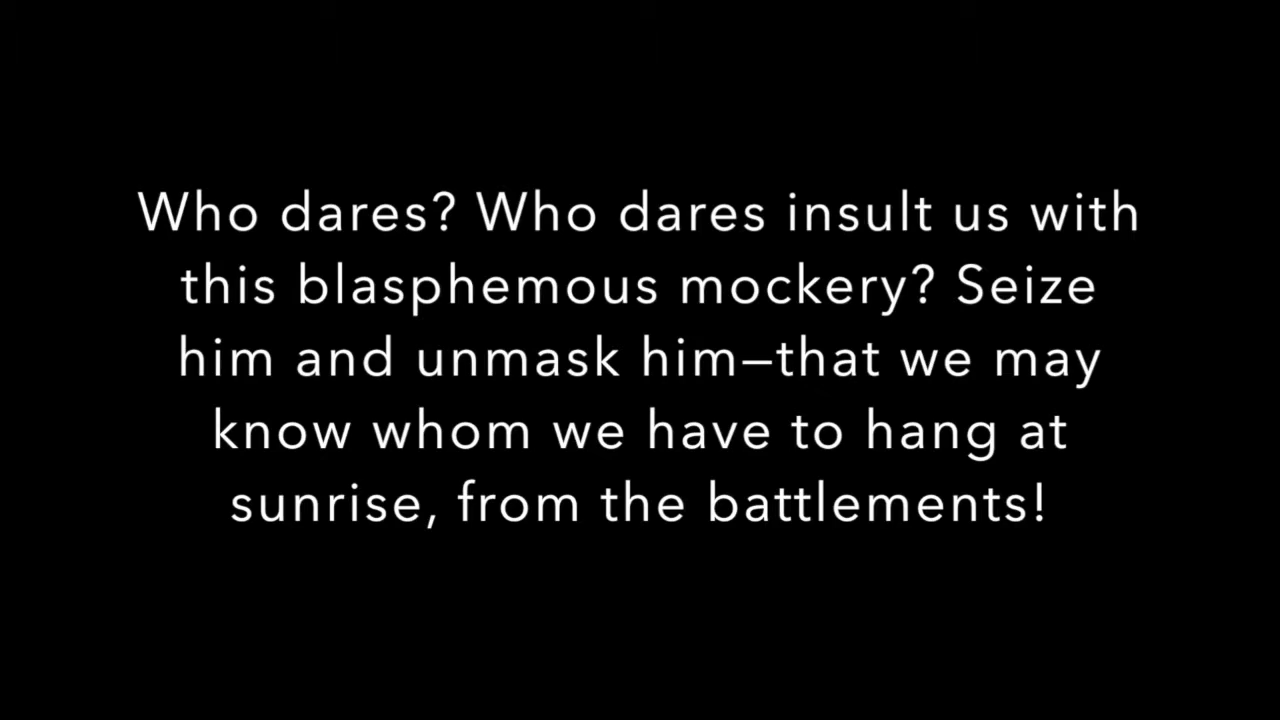 Who dares? Who dares insult us with
this blasphemous mockery? Seize
him and unmask him—that we may
know whom we have to hang at
sunrise, from the battlements!